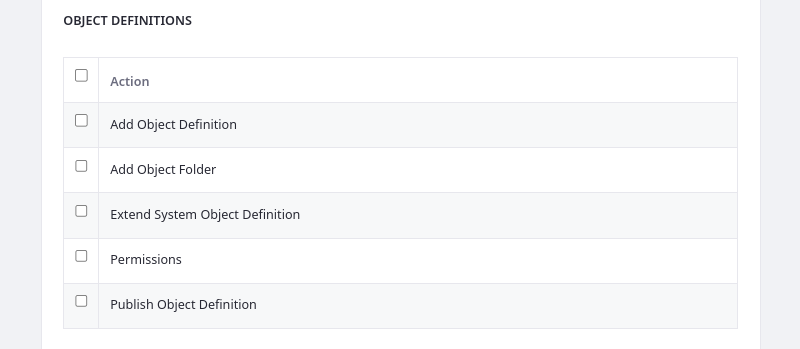 OBJECT DEFINITIONS
Action
Add Object Definition
Add Object Folder
Extend System Object Definition
Permissions
Publish Object Definition